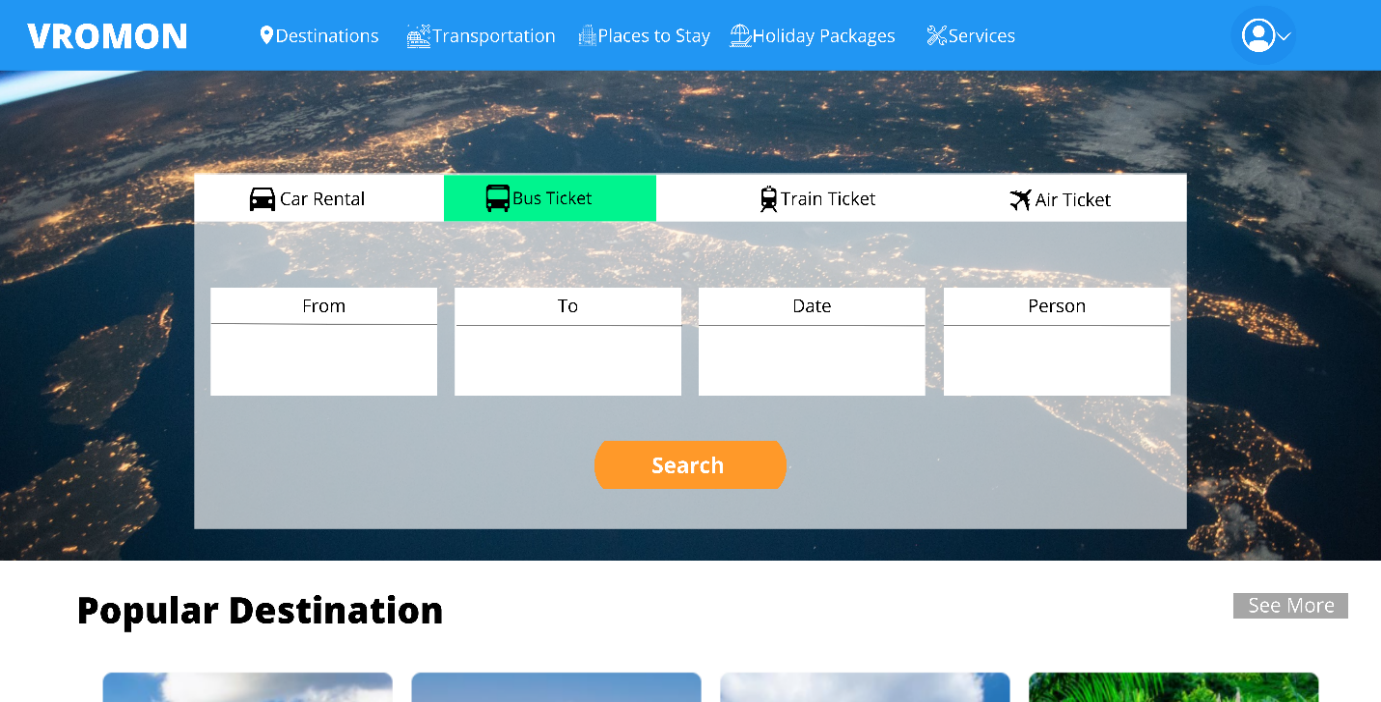 VROMON
Destinations Transportation Places to Stay Holiday Packages Services
Car Rental Bus Ticket Train Ticket Air Ticket
From To Date Person
Search
Popular Destination See More